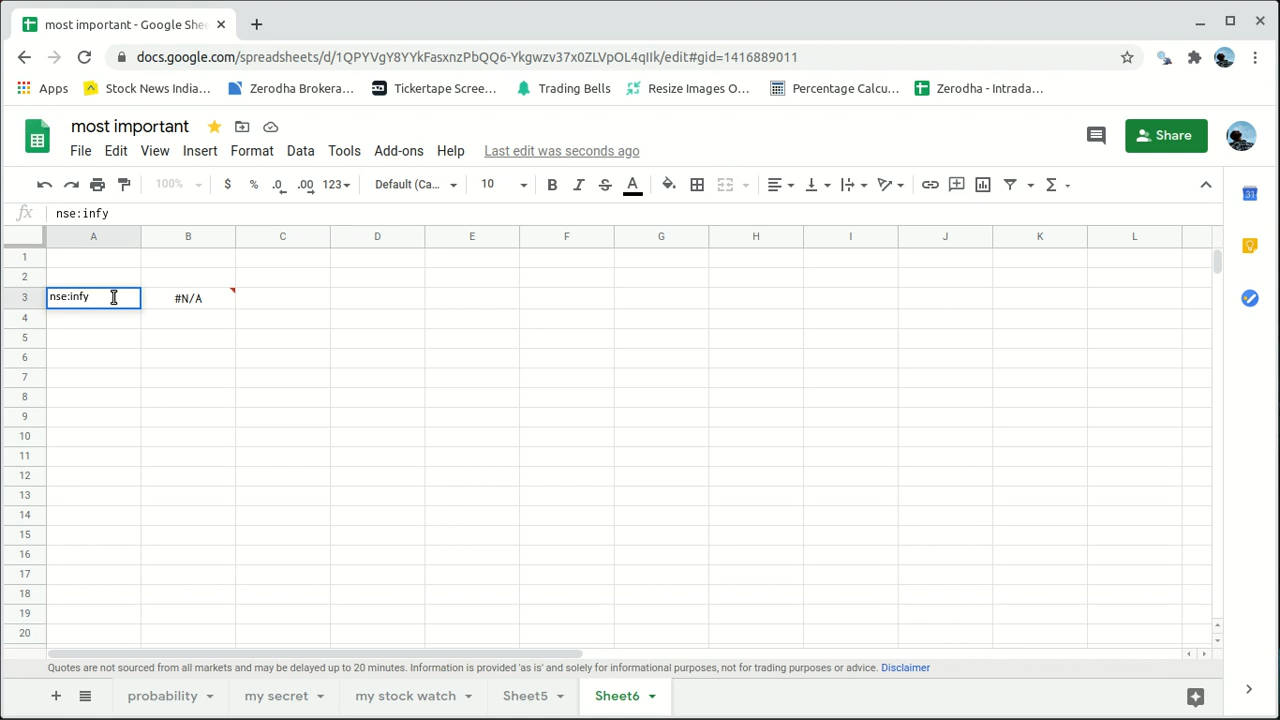 most important - Google Shee
docs.google.com/spreadsheets/d/1QPYVgY8YYkFasxnzPbQQ6-Ykgwzv37x0ZLVpOL4qIIk/edit#gid=1416889011
Apps Stock News India... Zerodha Brokera... Tickertape Scree... Trading Bells Resize Images O... Percentage Calcu... Zerodha - Intrada...
most important
Share
File Edit View Insert Format Data Tools Add-ons Help Last edit was seconds ago
100% $ % .0 .00 123 Default (Ca... 10 B I S A Σ
31
fx nse:infy
A B C D E F G H I J K L
1
2
3 nse:infy #N/A
4
5
6
7
8
9
10
11
12
13
14
15
16
17
18
19
20
Quotes are not sourced from all markets and may be delayed up to 20 minutes. Information is provided 'as is' and solely for informational purposes, not for trading purposes or advice. Disclaimer
probability my secret my stock watch Sheet5 Sheet6